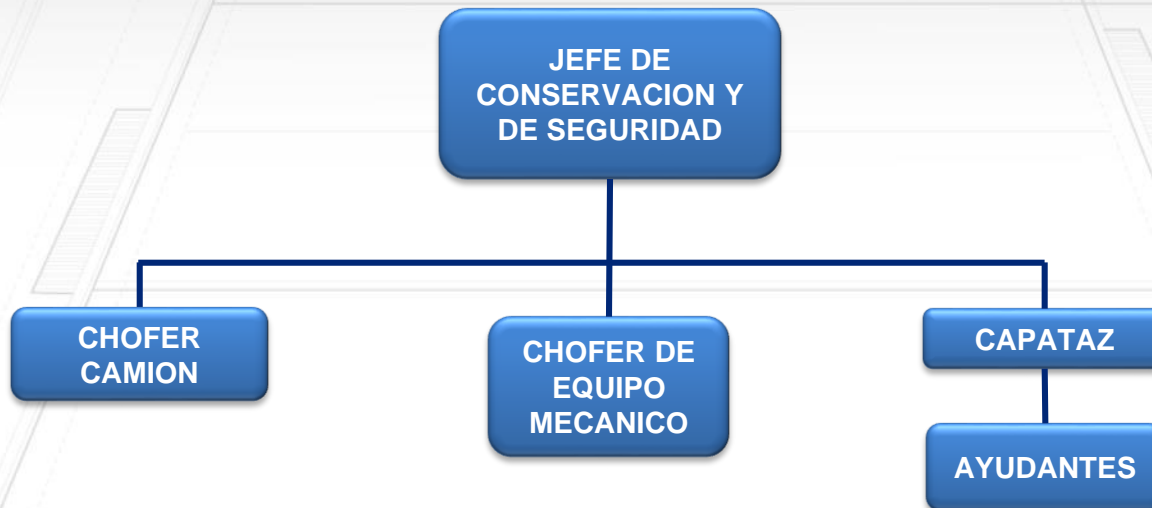 JEFE DE
CONSERVACION Y
DE SEGURIDAD
CHOFER
CAMION
CHOFER DE
EQUIPO
MECANICO
CAPATAZ
AYUDANTES